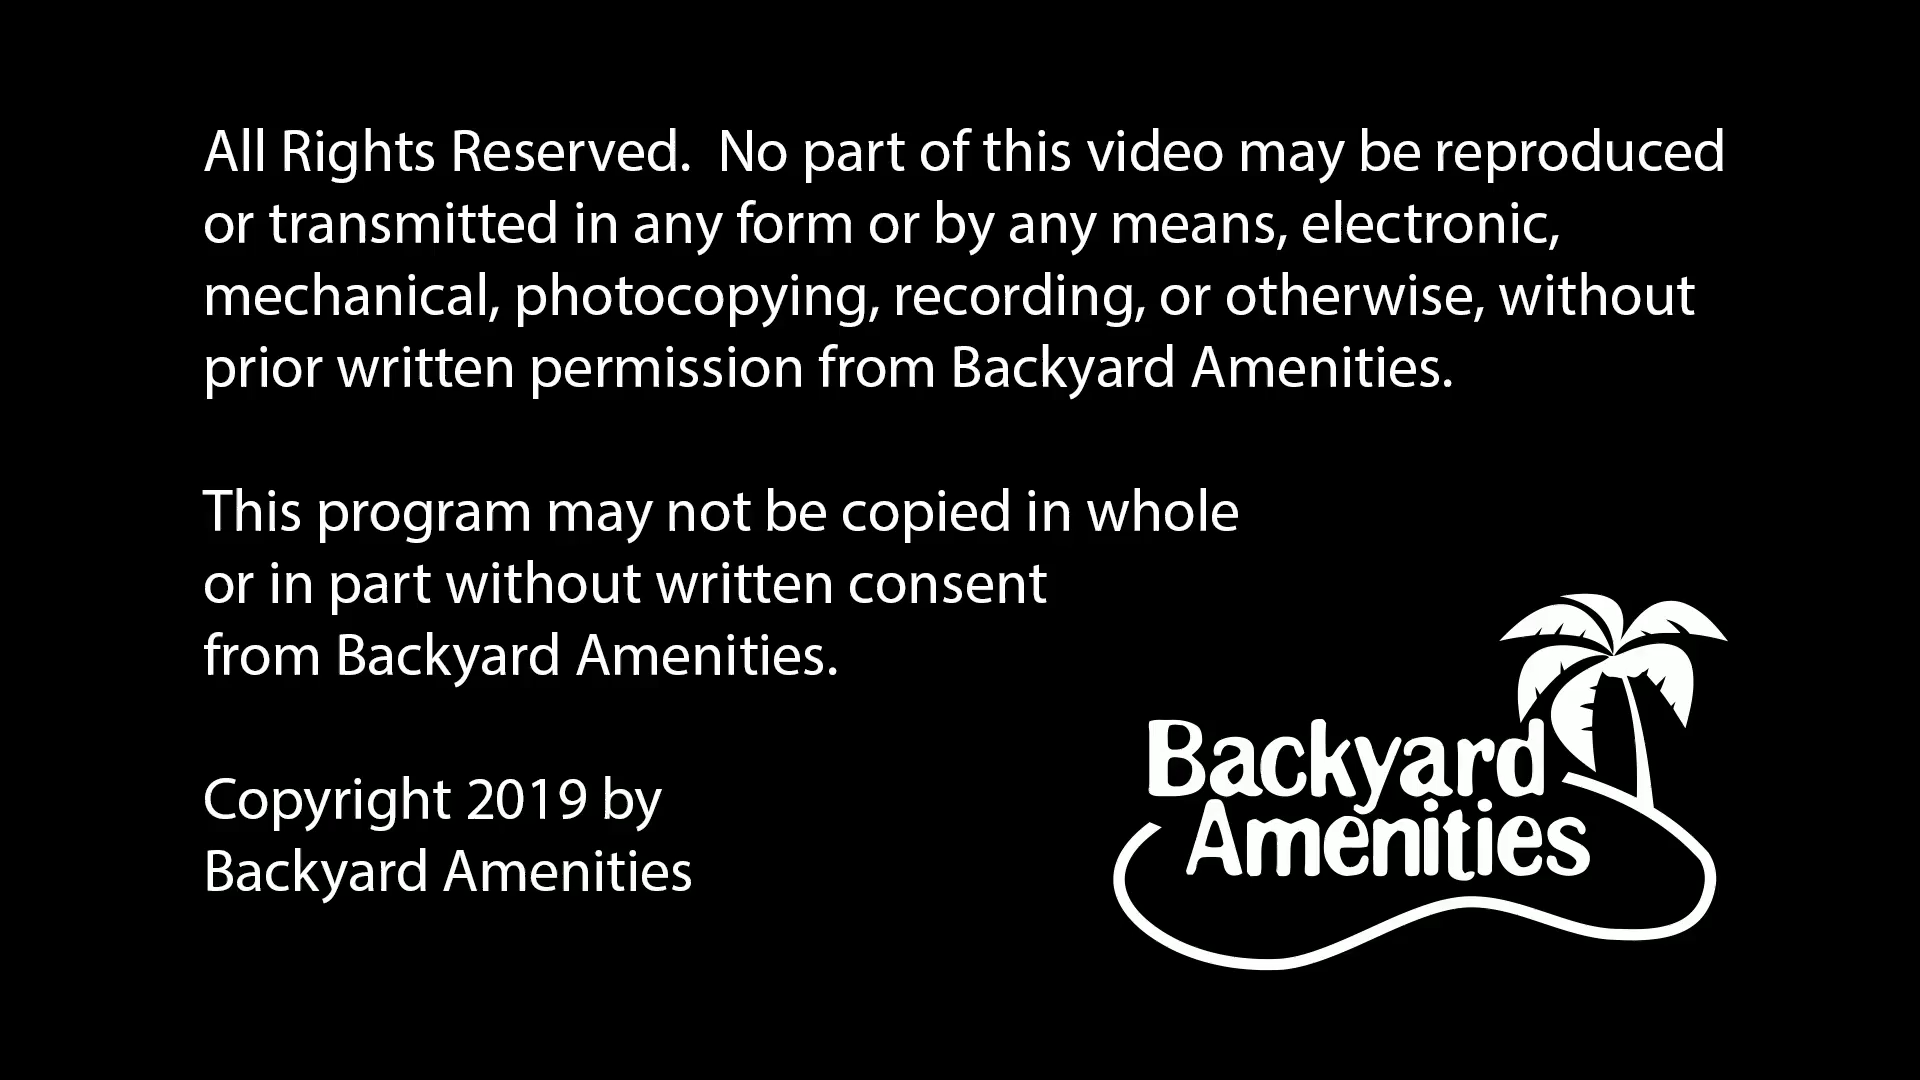 All Rights Reserved.  No part of this video may be reproduced
or transmitted in any form or by any means, electronic,
mechanical, photocopying, recording, or otherwise, without
prior written permission from Backyard Amenities.
This program may not be copied in whole
or in part without written consent
from Backyard Amenities.
Copyright 2019 by
Backyard Amenities
Backyard
Amenities